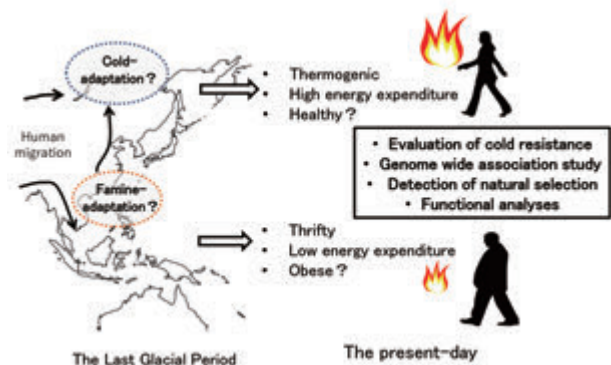 Cold-
adaptation?
Human
migration
Famine-
adaptation?
The Last Glacial Period
• Thermogenic
• High energy expenditure
• Healthy?
• Evaluation of cold resistance
• Genome wide association study
• Detection of natural selection
• Functional analyses
• Thrifty
• Low energy expenditure
• Obese?
The present-day